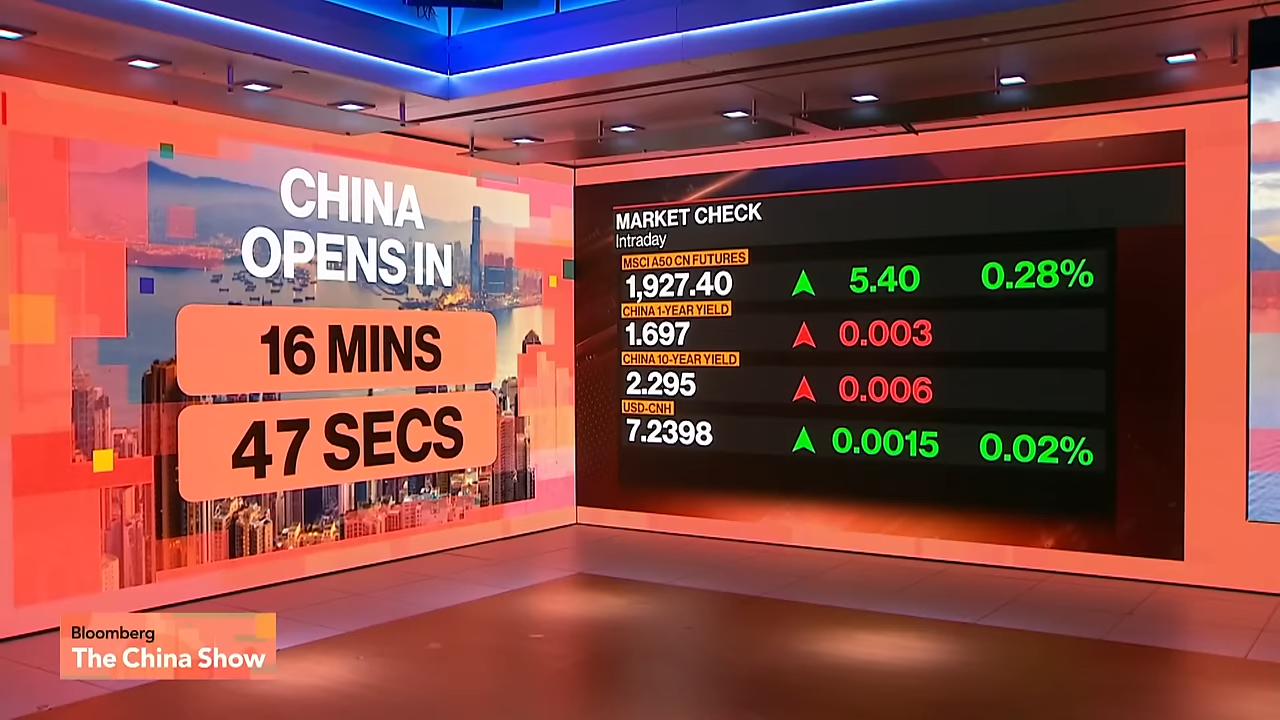 CHINA
OPENS IN
16 MINS
47 SECS
MARKET CHECK
Intraday
MSCI A50 CN FUTURES
1,927.40 5.40 0.28%
CHINA 1-YEAR YIELD
1.697 0.003
CHINA 10-YEAR YIELD
2.295 0.006
USD-CNH
7.2398 0.0015 0.02%
Bloomberg
The China Show